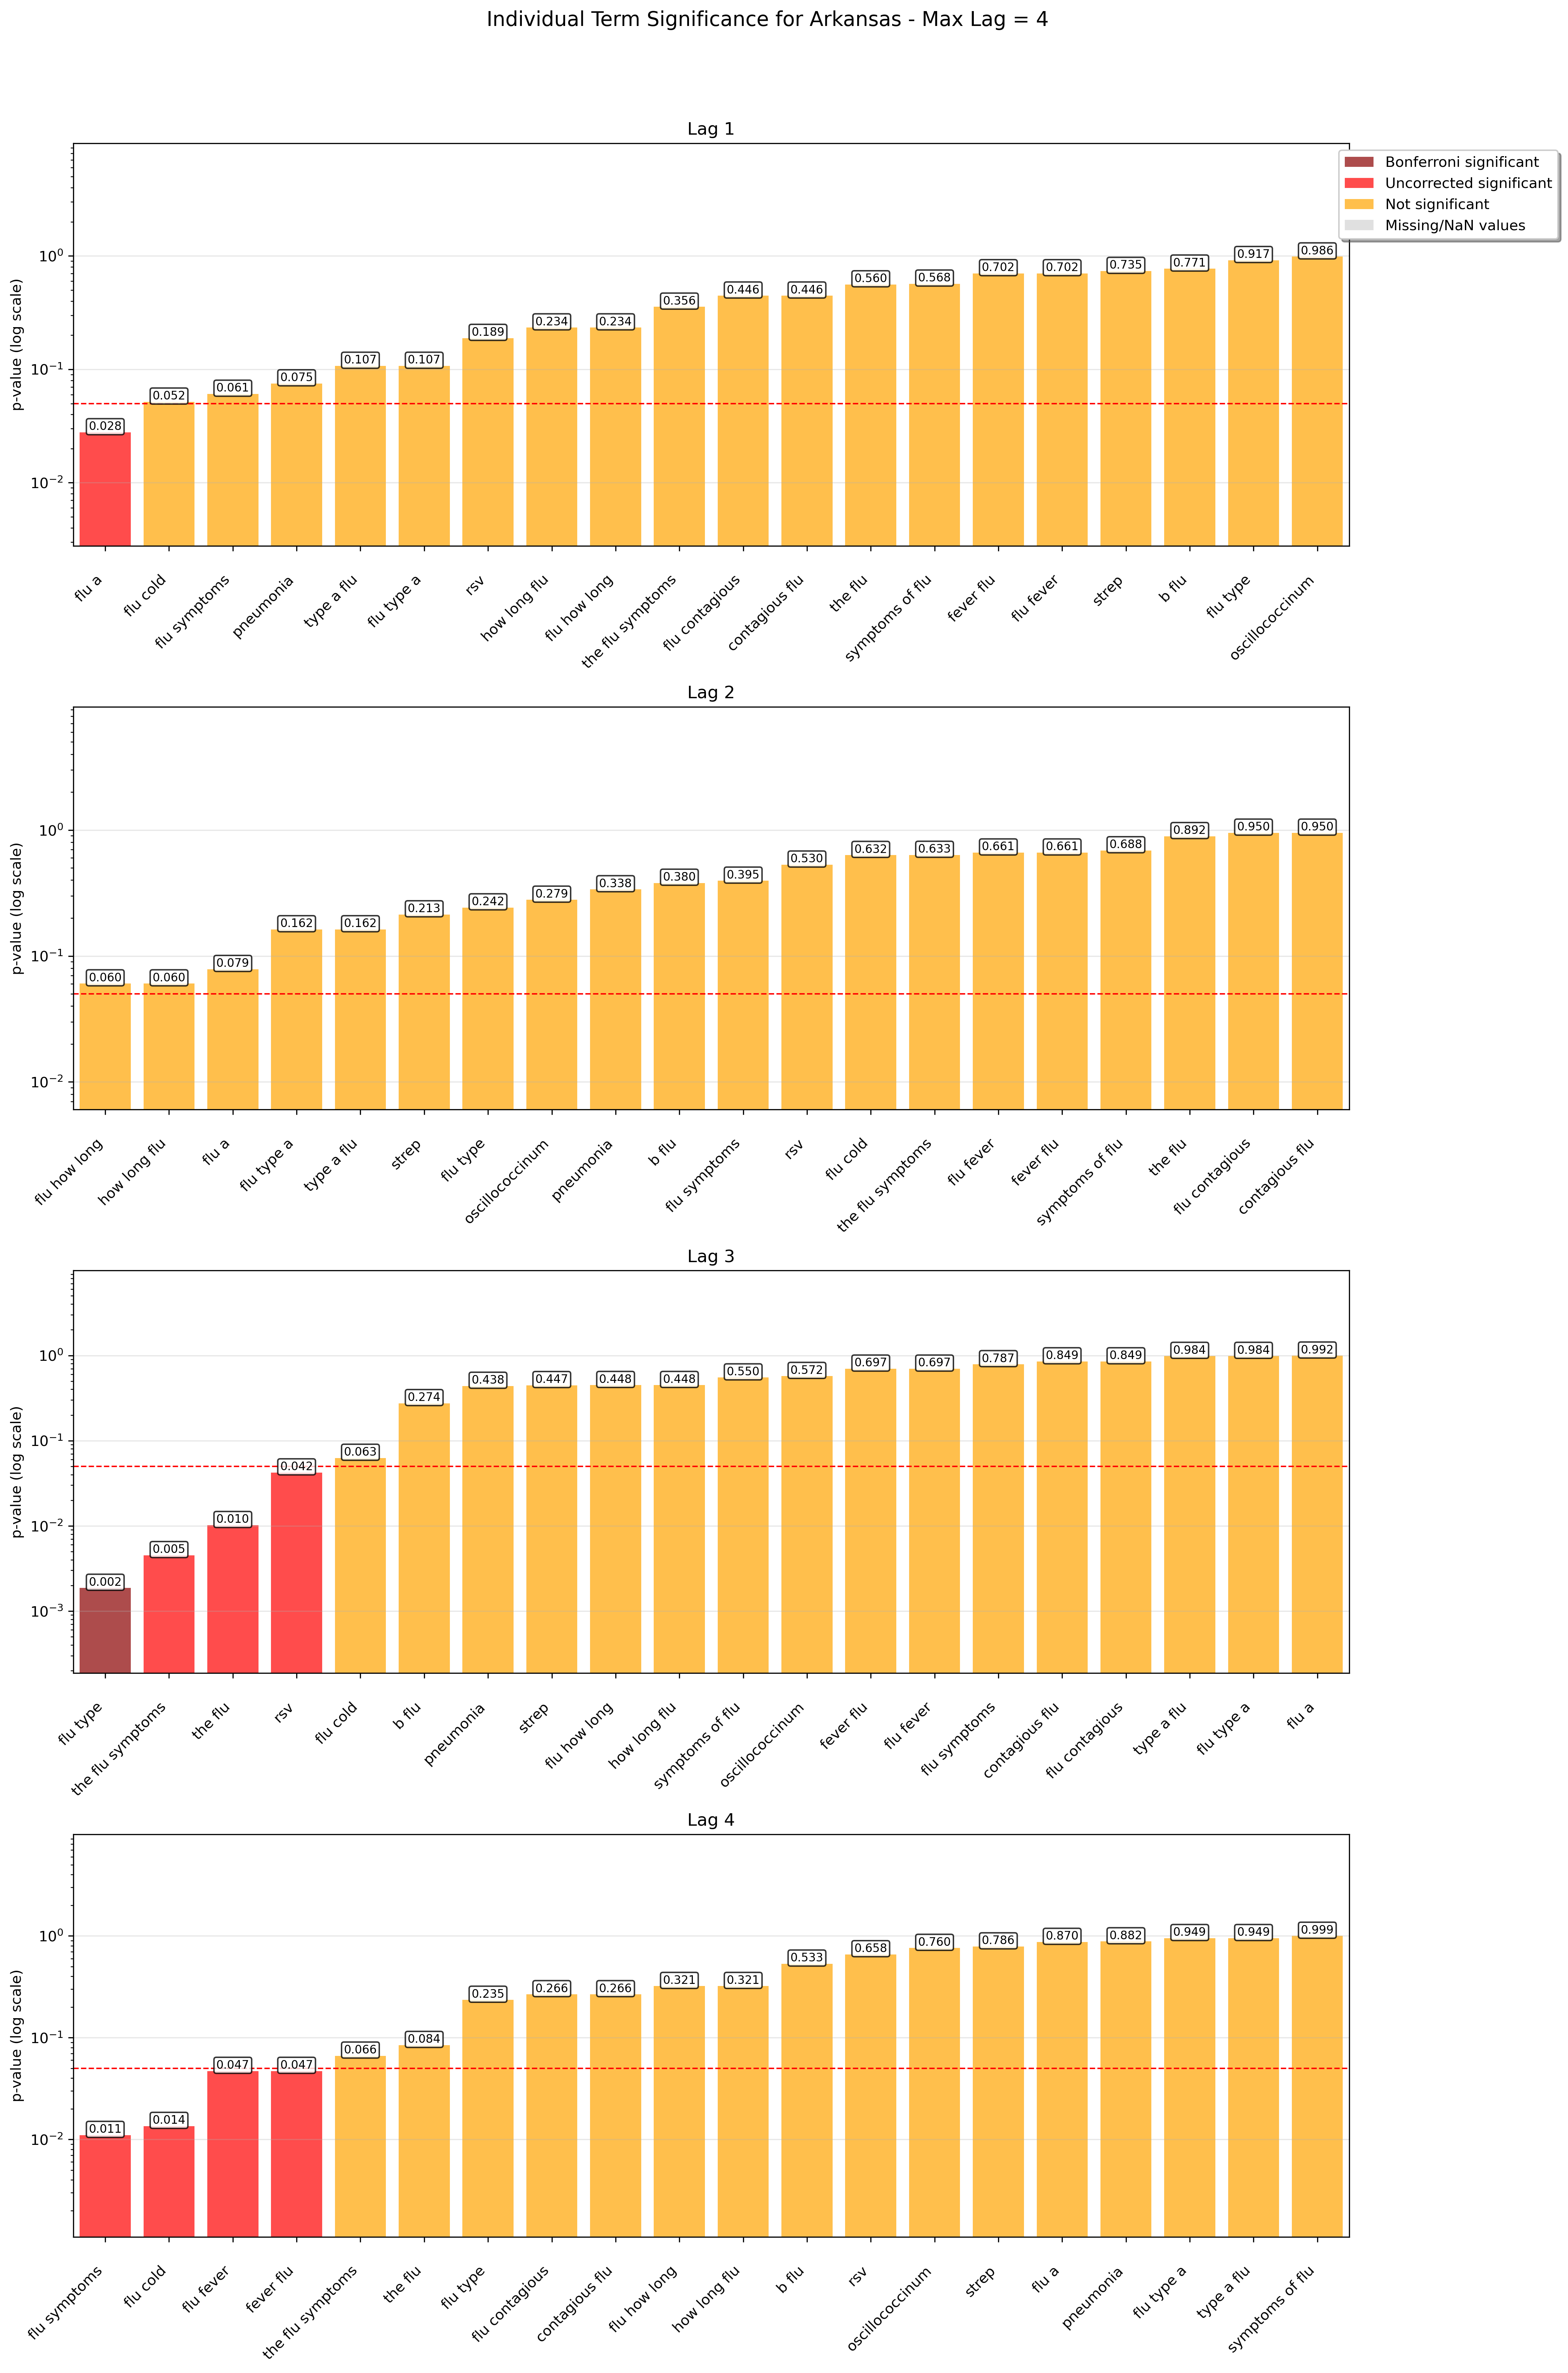 Individual Term Significance for Arkansas - Max Lag = 4
Lag 1
Bonferroni significant
Uncorrected significant
Not significant
Missing/NaN values
p-value (log scale)
10⁰
10⁻¹
10⁻²
0.028 0.052 0.061 0.075 0.107 0.107 0.189 0.234 0.234 0.356 0.446 0.446 0.560 0.568 0.702 0.702 0.735 0.771 0.917 0.986
flu a
flu cold
flu symptoms
pneumonia
type a flu
flu type a
rsv
how long flu
flu how long
the flu symptoms
flu contagious
contagious flu
the flu
symptoms of flu
fever flu
flu fever
strep
b flu
flu type
oscillococcinum
Lag 2
p-value (log scale)
10⁰
10⁻¹
10⁻²
0.060 0.060 0.079 0.162 0.162 0.213 0.242 0.279 0.338 0.380 0.395 0.530 0.632 0.633 0.661 0.661 0.688 0.892 0.950 0.950
flu how long
how long flu
flu a
flu type a
type a flu
strep
flu type
oscillococcinum
pneumonia
b flu
flu symptoms
rsv
flu cold
the flu symptoms
flu fever
fever flu
symptoms of flu
the flu
flu contagious
contagious flu
Lag 3
p-value (log scale)
10⁰
10⁻¹
10⁻²
10⁻³
0.002 0.005 0.010 0.042 0.063 0.274 0.438 0.447 0.448 0.448 0.550 0.572 0.697 0.697 0.787 0.849 0.849 0.984 0.984 0.992
flu type
the flu symptoms
the flu
rsv
flu cold
b flu
pneumonia
strep
flu how long
how long flu
symptoms of flu
oscillococcinum
fever flu
flu fever
flu symptoms
contagious flu
flu contagious
type a flu
flu type a
flu a
Lag 4
p-value (log scale)
10⁰
10⁻¹
10⁻²
0.011 0.014 0.047 0.047 0.066 0.084 0.235 0.266 0.266 0.321 0.321 0.533 0.658 0.760 0.786 0.870 0.882 0.949 0.949 0.999
flu symptoms
flu cold
flu fever
fever flu
the flu symptoms
the flu
flu type
flu contagious
contagious flu
flu how long
how long flu
b flu
rsv
oscillococcinum
strep
flu a
pneumonia
flu type a
type a flu
symptoms of flu